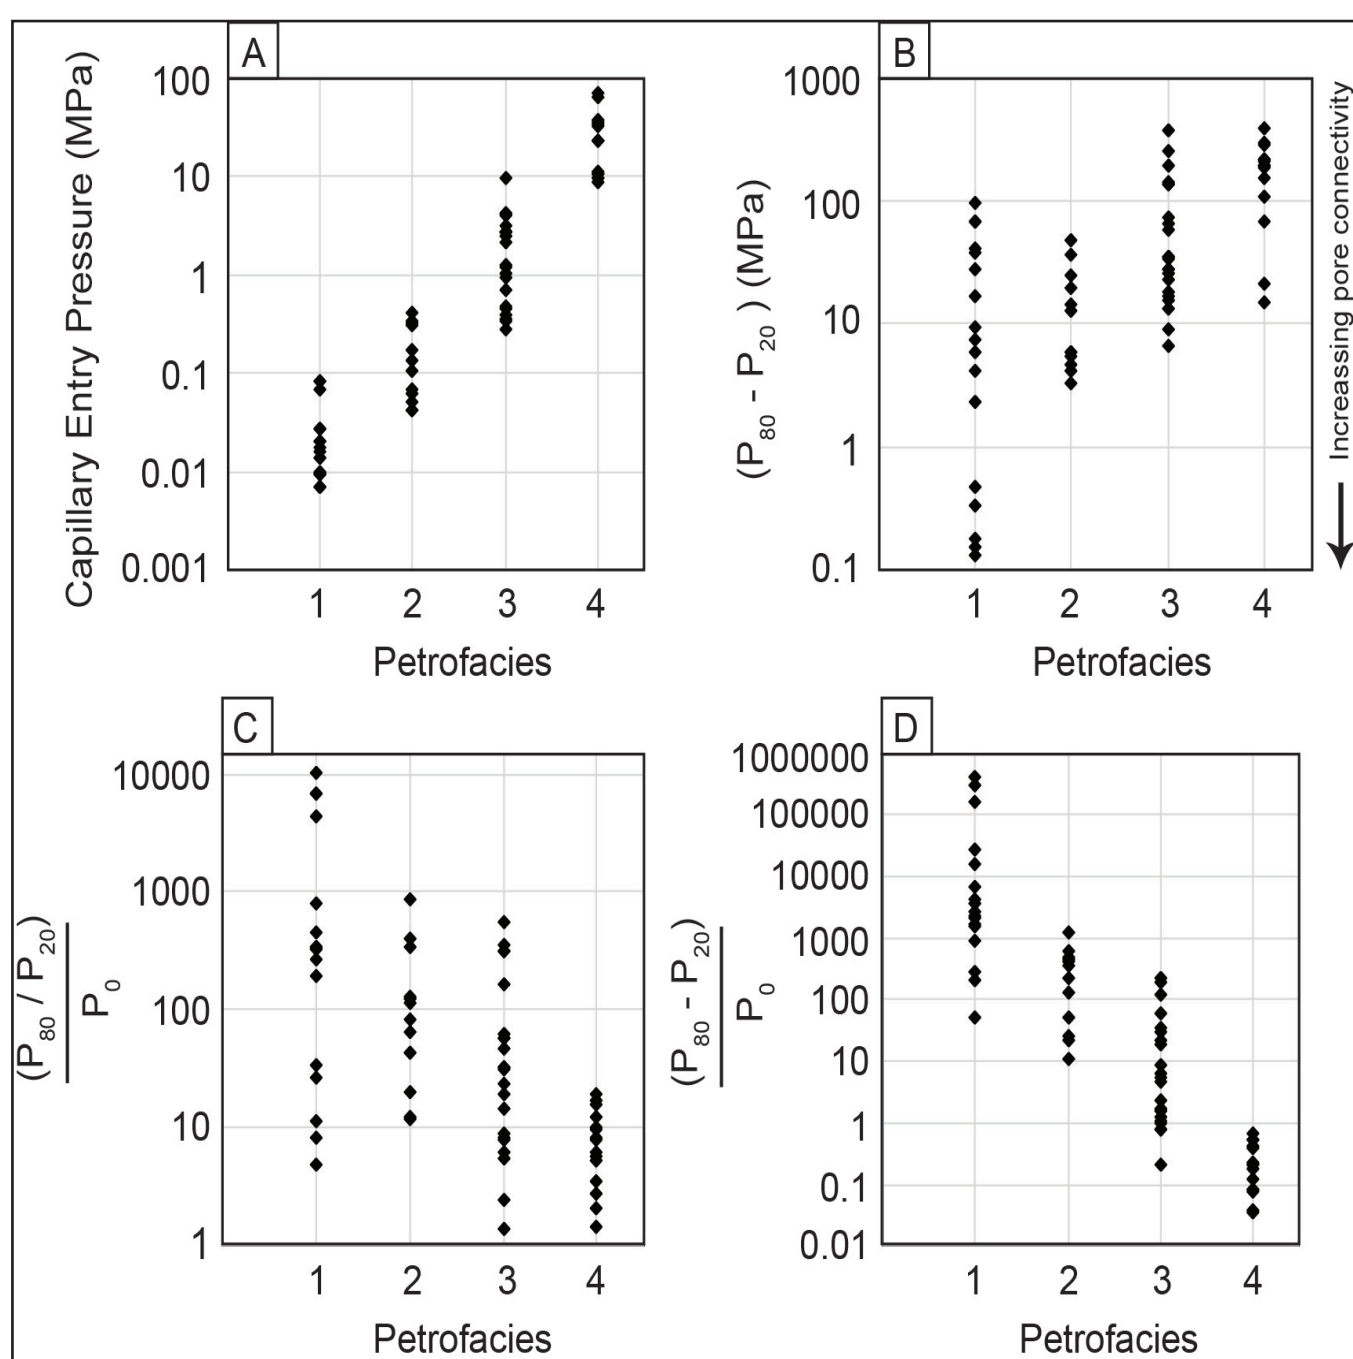 A
Capillary Entry Pressure (MPa)
100
10
1
0.1
0.01
0.001
1 2 3 4
Petrofacies
B
(P80 - P20 ) (MPa)
1000
100
10
1
0.1
1 2 3 4
Petrofacies
Increassing pore connectivity
C
(P80 / P20)
P0
10000
1000
100
10
1
1 2 3 4
Petrofacies
D
(P80 - P20)
P0
1000000
100000
10000
1000
100
10
1
0.1
0.01
1 2 3 4
Petrofacies